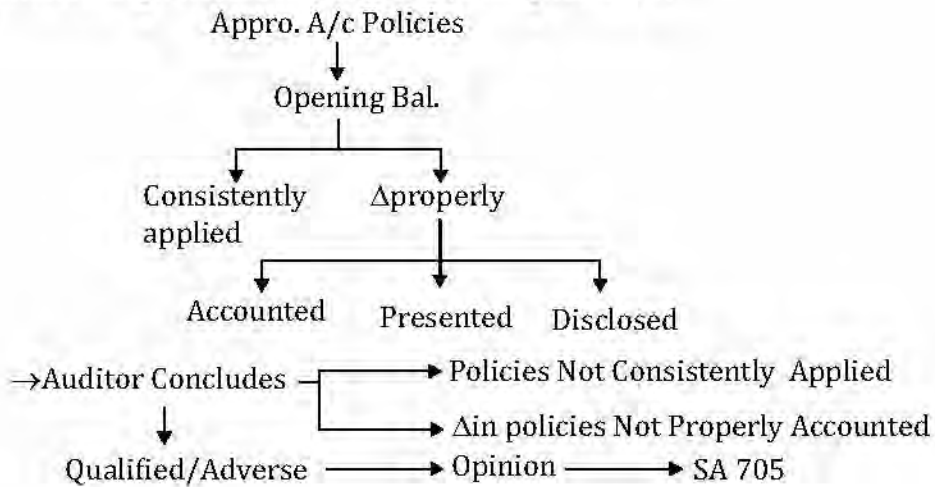 Appro. A/c Policies
Opening Bal.
Consistently
applied
Δproperly
Accounted
Presented
Disclosed
→Auditor Concludes
Policies Not Consistently Applied
Δin policies Not Properly Accounted
Qualified/Adverse
Opinion
SA 705